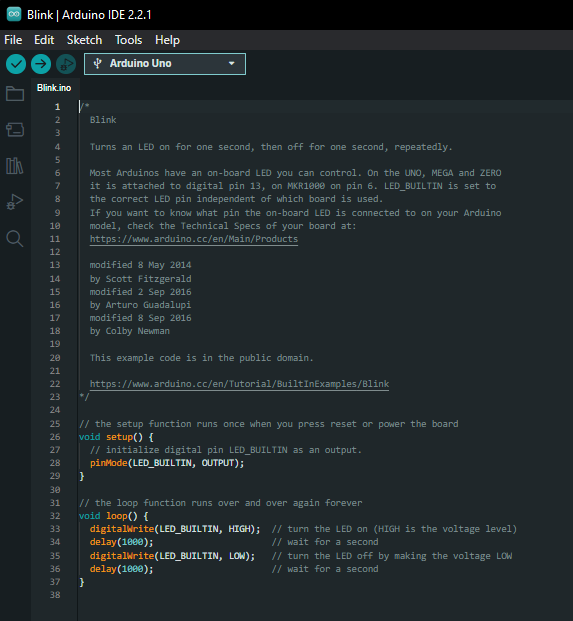 Blink | Arduino IDE 2.2.1
File Edit Sketch Tools Help
Arduino Uno
Blink.ino
1 /*
2   Blink
3
4   Turns an LED on for one second, then off for one second, repeatedly.
5
6   Most Arduinos have an on-board LED you can control. On the UNO, MEGA and ZERO
7   it is attached to digital pin 13, on MKR1000 on pin 6. LED_BUILTIN is set to
8   the correct LED pin independent of which board is used.
9   If you want to know what pin the on-board LED is connected to on your Arduino
10   model, check the Technical Specs of your board at:
11   https://www.arduino.cc/en/Main/Products
12
13   modified 8 May 2014
14   by Scott Fitzgerald
15   modified 2 Sep 2016
16   by Arturo Guadalupi
17   modified 8 Sep 2016
18   by Colby Newman
19
20   This example code is in the public domain.
21
22   https://www.arduino.cc/en/Tutorial/BuiltInExamples/Blink
23 */
24
25 // the setup function runs once when you press reset or power the board
26 void setup() {
27   // initialize digital pin LED_BUILTIN as an output.
28   pinMode(LED_BUILTIN, OUTPUT);
29 }
30
31 // the loop function runs over and over again forever
32 void loop() {
33   digitalWrite(LED_BUILTIN, HIGH);  // turn the LED on (HIGH is the voltage level)
34   delay(1000);                      // wait for a second
35   digitalWrite(LED_BUILTIN, LOW);   // turn the LED off by making the voltage LOW
36   delay(1000);                      // wait for a second
37 }
38